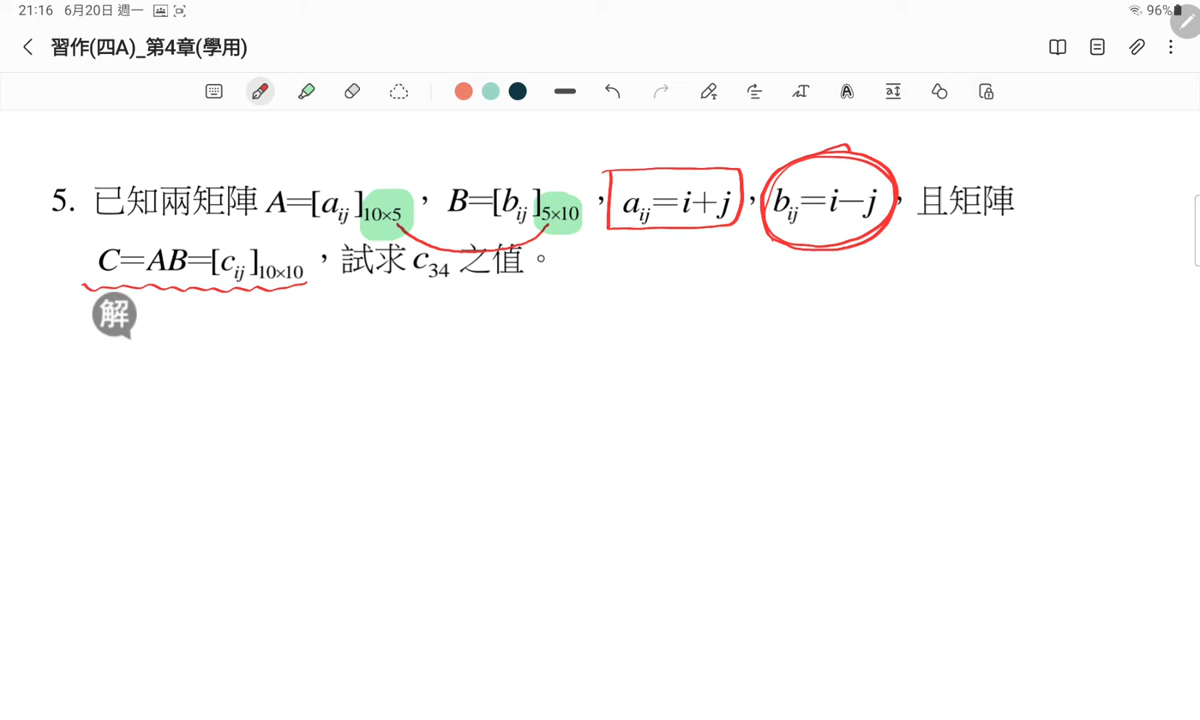 21:16 6月20日 週一 96%
習作(四A)_第4章(學用)
5. 已知兩矩陣 A=[aij]10×5，B=[bij]5×10，aij=i+j，bij=i−j，且矩陣
C=AB=[cij]10×10，試求 c34 之值。
解